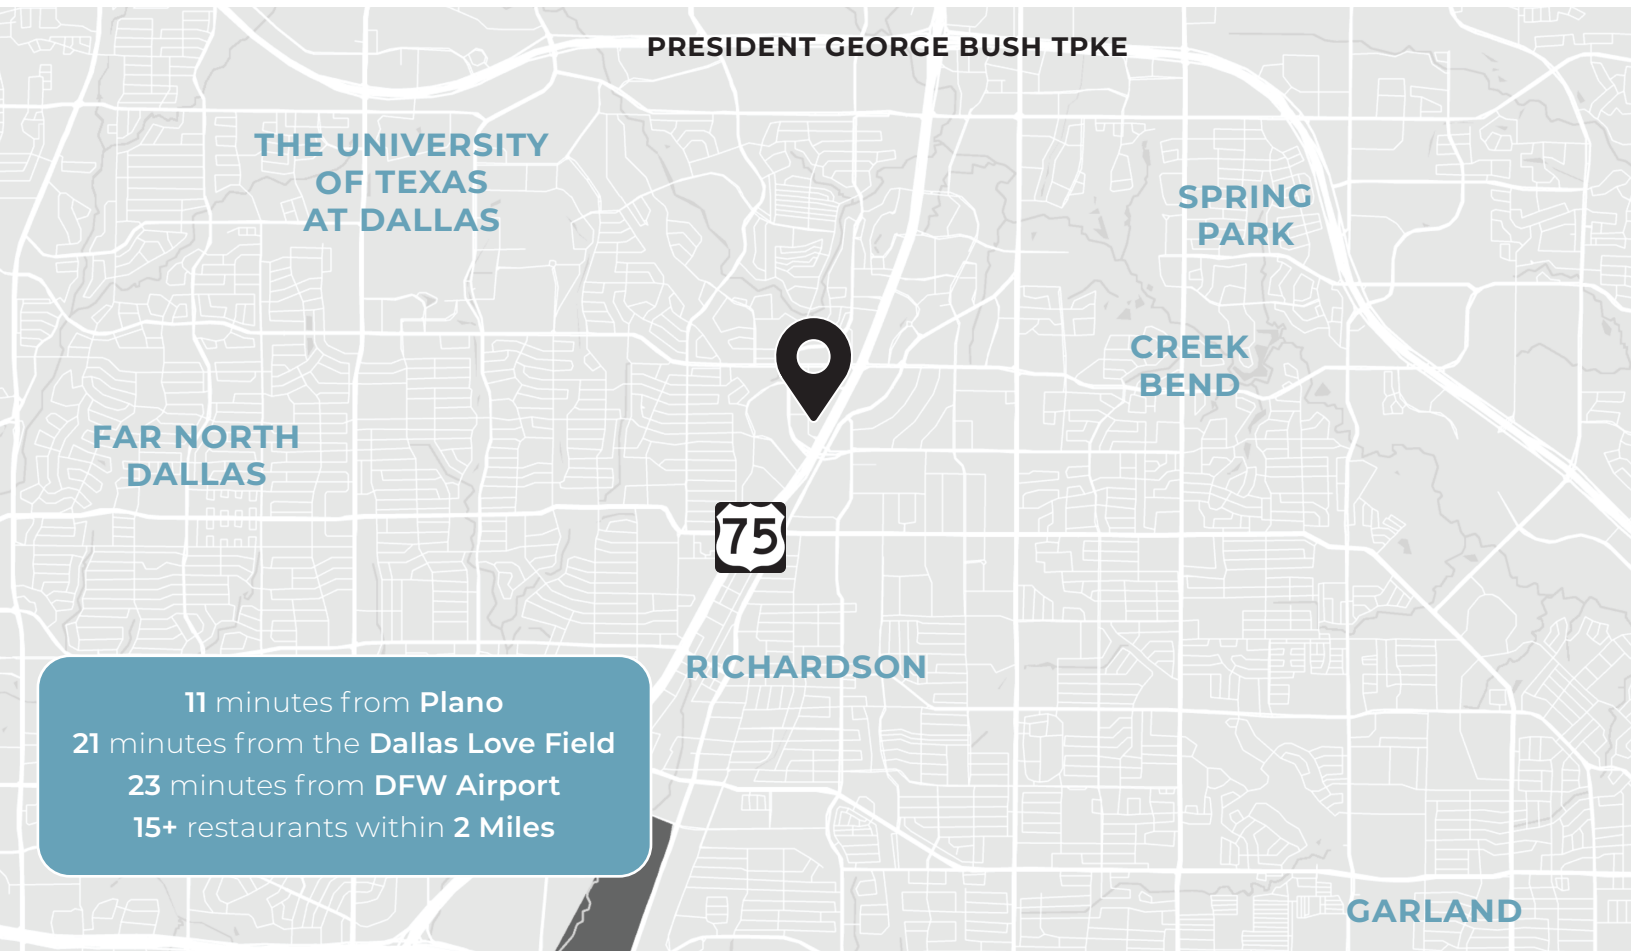 PRESIDENT GEORGE BUSH TPKE
THE UNIVERSITY
OF TEXAS
AT DALLAS
SPRING
PARK
CREEK
BEND
FAR NORTH
DALLAS
75
RICHARDSON
11 minutes from Plano
21 minutes from the Dallas Love Field
23 minutes from DFW Airport
15+ restaurants within 2 Miles
GARLAND